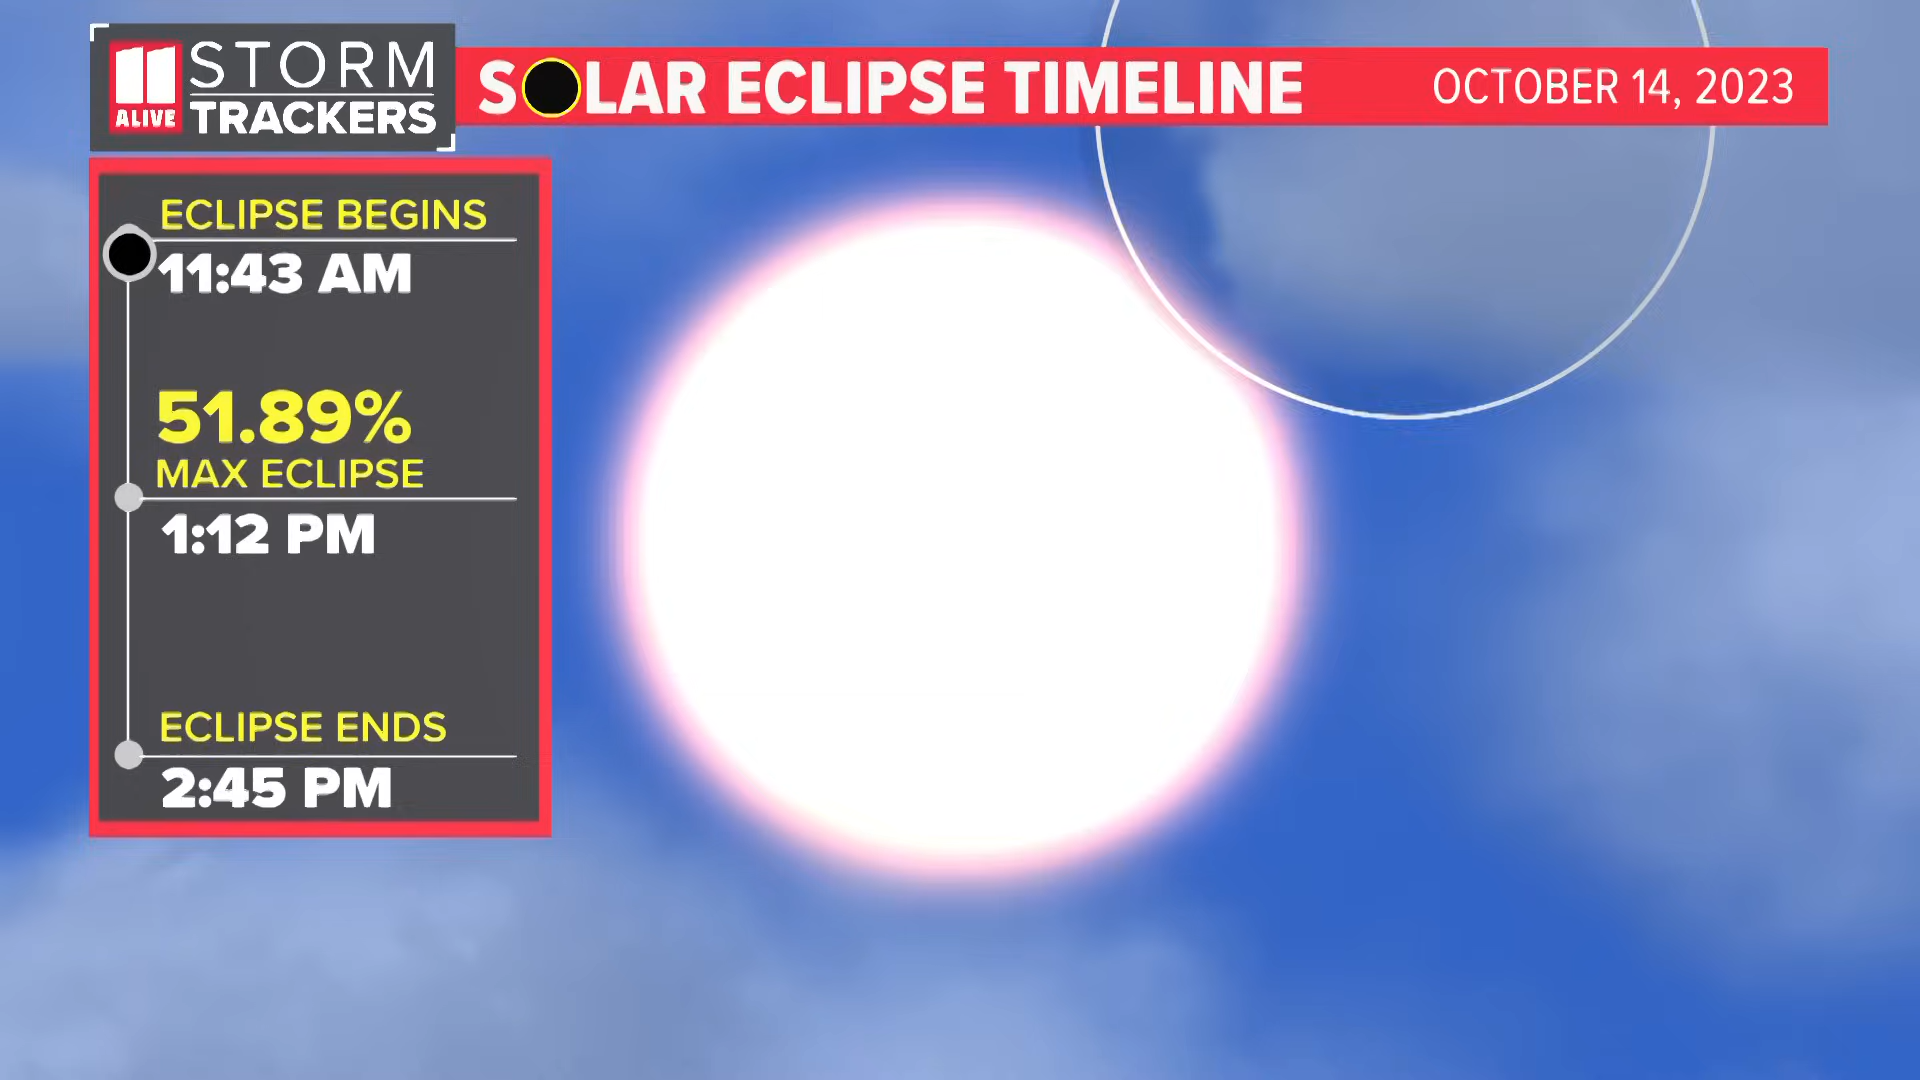 11 ALIVE
STORM
TRACKERS
SOLAR ECLIPSE TIMELINE
OCTOBER 14, 2023
ECLIPSE BEGINS
11:43 AM
51.89%
MAX ECLIPSE
1:12 PM
ECLIPSE ENDS
2:45 PM